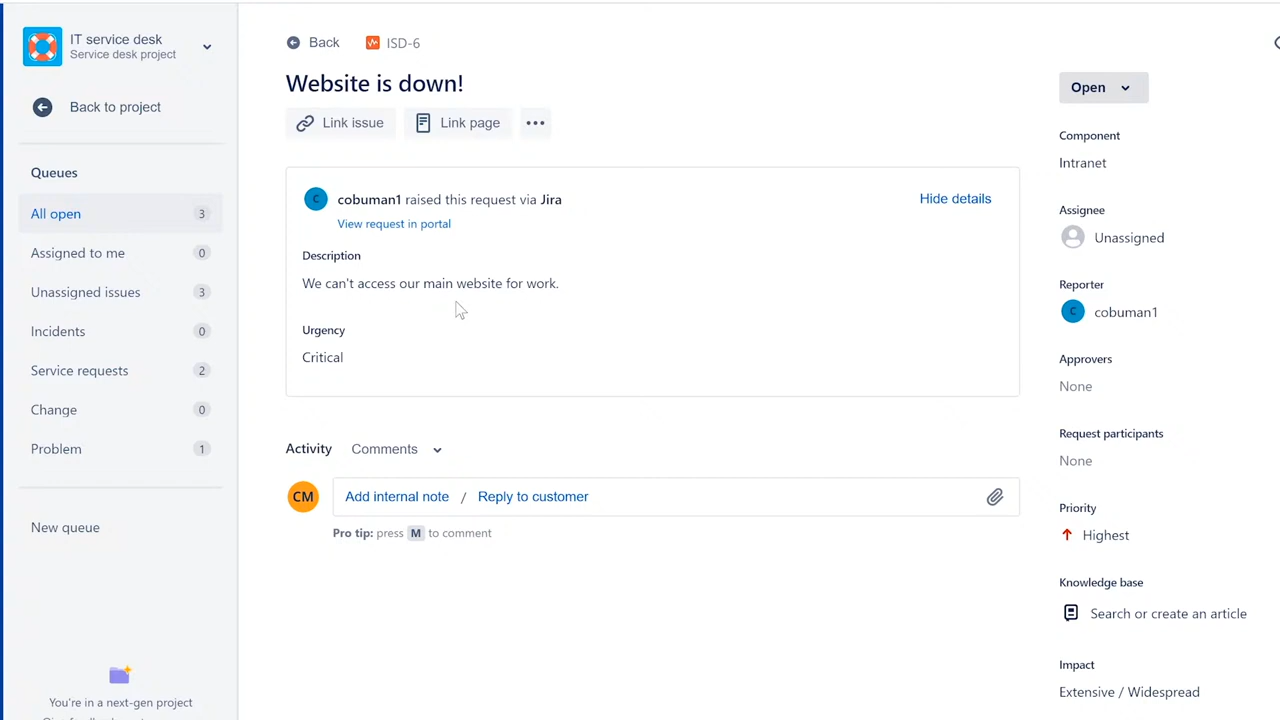 IT service desk
Service desk project
Back to project
Queues
All open 3
Assigned to me 0
Unassigned issues 3
Incidents 0
Service requests 2
Change 0
Problem 1
New queue
You're in a next-gen project
Back ISD-6
Website is down!
Link issue Link page
C cobuman1 raised this request via Jira Hide details
View request in portal
Description
We can't access our main website for work.
Urgency
Critical
Activity Comments
CM Add internal note / Reply to customer
Pro tip: press M to comment
Open
Component
Intranet
Assignee
Unassigned
Reporter
C cobuman1
Approvers
None
Request participants
None
Priority
Highest
Knowledge base
Search or create an article
Impact
Extensive / Widespread